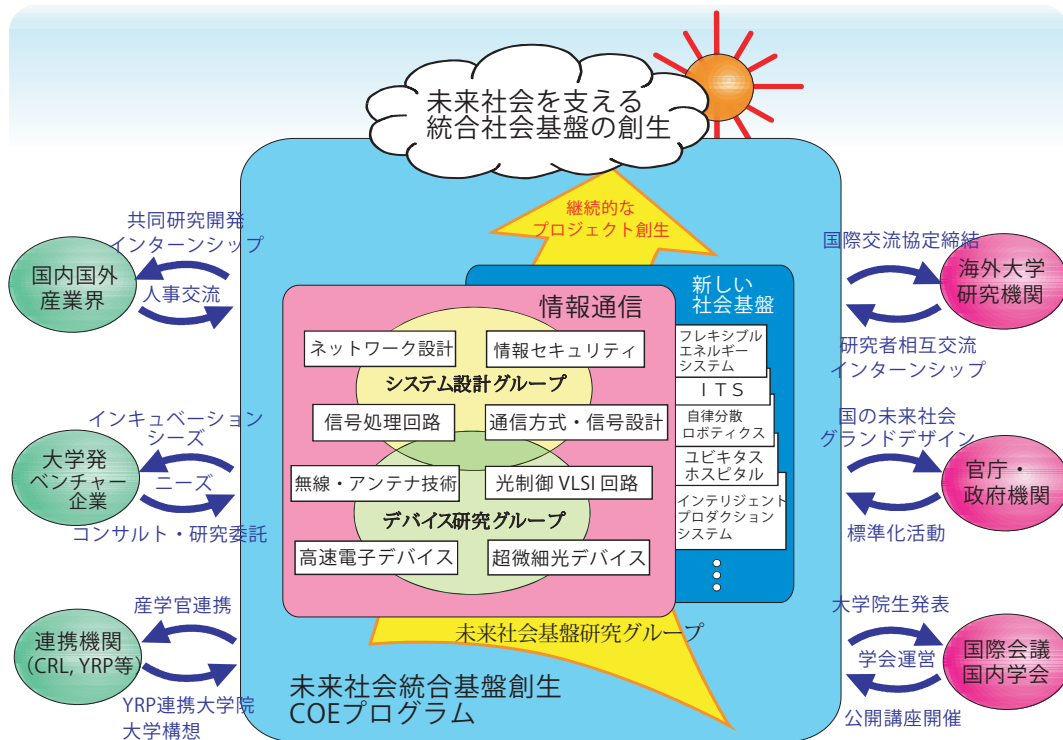 未来社会を支える
統合社会基盤の創生
継続的な
プロジェクト創生
共同研究開発
インターンシップ
国内国外
産業界
人事交流
インキュベーション
シーズ
大学発
ベンチャー
企業
ニーズ
コンサルト・研究委託
産学官連携
連携機関
(CRL, YRP等)
YRP連携大学院
大学構想
情報通信
ネットワーク設計
情報セキュリティ
システム設計グループ
信号処理回路
通信方式・信号設計
無線・アンテナ技術
光制御 VLSI 回路
デバイス研究グループ
高速電子デバイス
超微細光デバイス
新しい
社会基盤
フレキシブル
エネルギー
システム
ITS
自律分散
ロボティクス
ユビキタス
ホスピタル
インテリジェント
プロダクション
システム
未来社会基盤研究グループ
未来社会統合基盤創生
COEプログラム
国際交流協定締結
海外大学
研究機関
研究者相互交流
インターンシップ
国の未来社会
グランドデザイン
官庁・
政府機関
標準化活動
大学院生発表
学会運営
国際会議
国内学会
公開講座開催